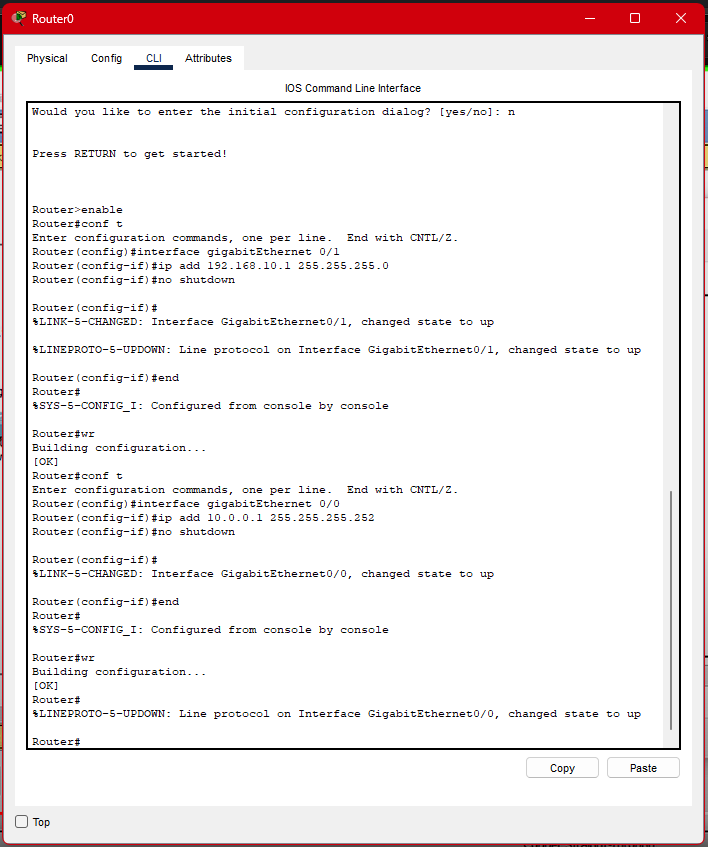 Router0
Physical Config CLI Attributes
IOS Command Line Interface
Would you like to enter the initial configuration dialog? [yes/no]: n
Press RETURN to get started!
Router>enable
Router#conf t
Enter configuration commands, one per line.  End with CNTL/Z.
Router(config)#interface gigabitEthernet 0/1
Router(config-if)#ip add 192.168.10.1 255.255.255.0
Router(config-if)#no shutdown
Router(config-if)#
%LINK-5-CHANGED: Interface GigabitEthernet0/1, changed state to up
%LINEPROTO-5-UPDOWN: Line protocol on Interface GigabitEthernet0/1, changed state to up
Router(config-if)#end
Router#
%SYS-5-CONFIG_I: Configured from console by console
Router#wr
Building configuration...
[OK]
Router#conf t
Enter configuration commands, one per line.  End with CNTL/Z.
Router(config)#interface gigabitEthernet 0/0
Router(config-if)#ip add 10.0.0.1 255.255.255.252
Router(config-if)#no shutdown
Router(config-if)#
%LINK-5-CHANGED: Interface GigabitEthernet0/0, changed state to up
Router(config-if)#end
Router#
%SYS-5-CONFIG_I: Configured from console by console
Router#wr
Building configuration...
[OK]
Router#
%LINEPROTO-5-UPDOWN: Line protocol on Interface GigabitEthernet0/0, changed state to up
Router#
Copy Paste
Top